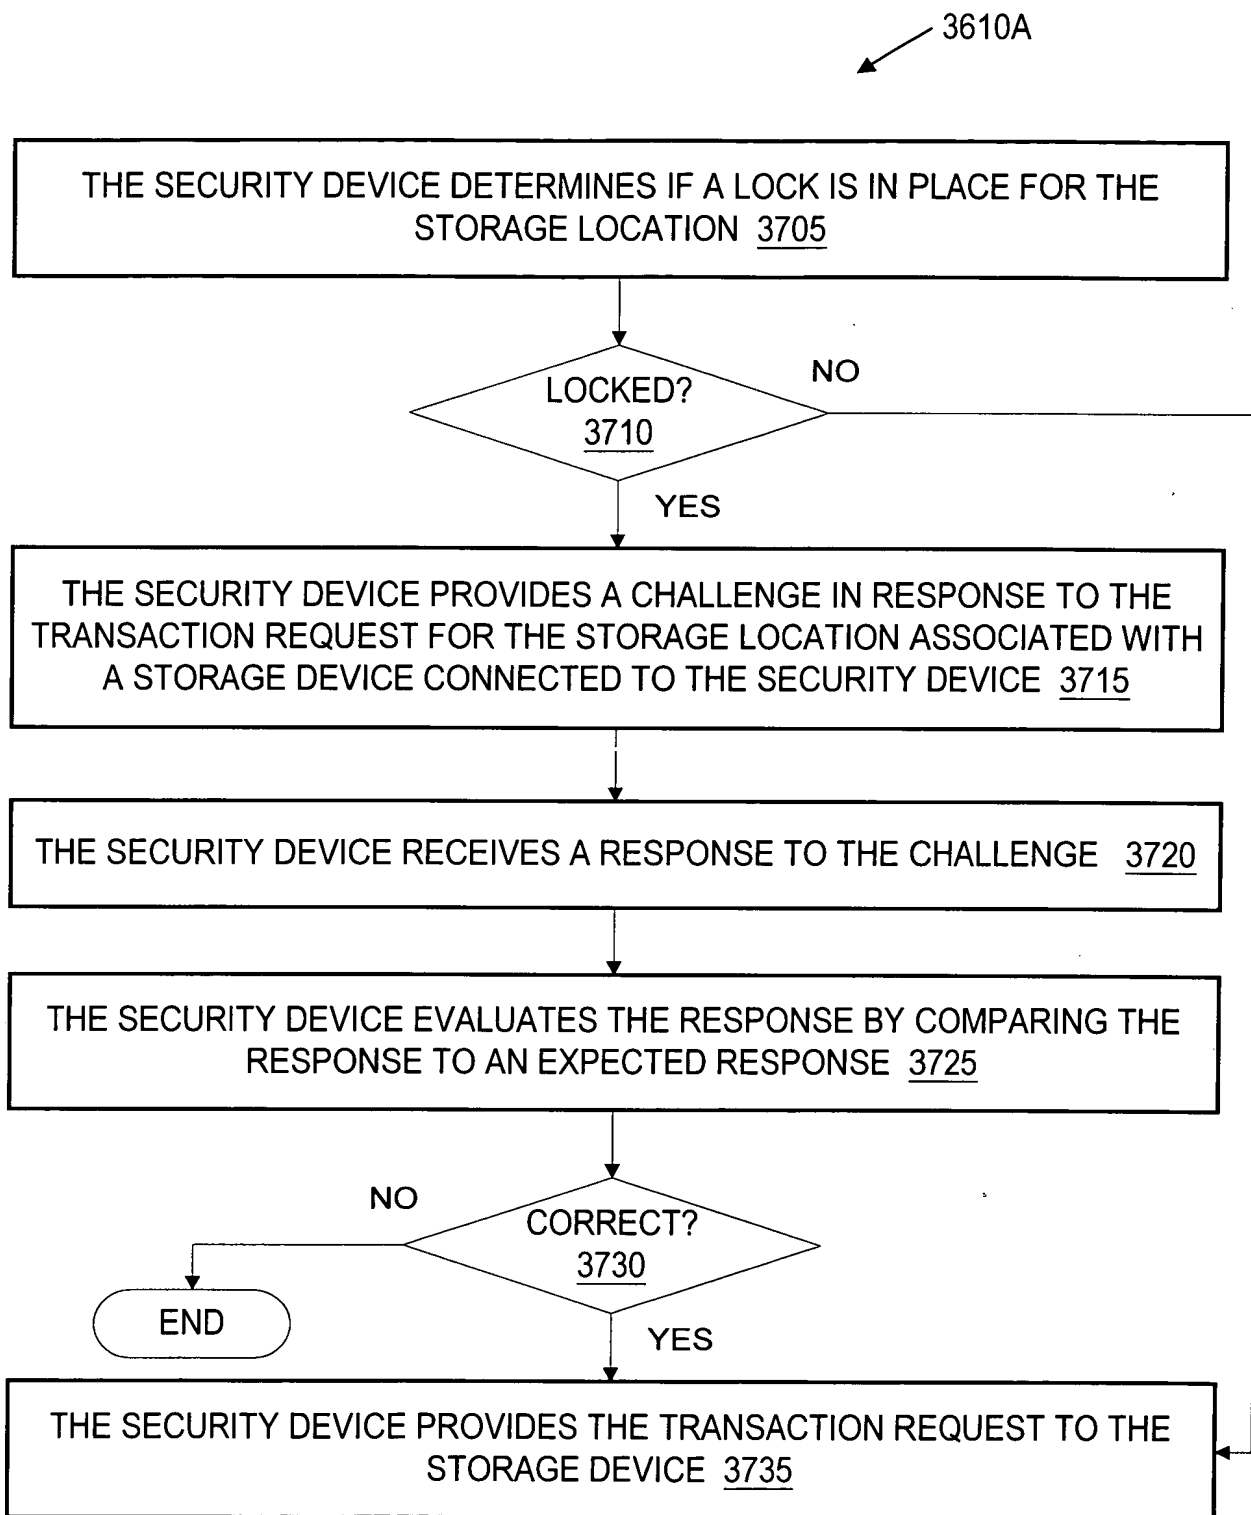 3610A
THE SECURITY DEVICE DETERMINES IF A LOCK IS IN PLACE FOR THE
STORAGE LOCATION 3705
LOCKED?
3710
NO
YES
THE SECURITY DEVICE PROVIDES A CHALLENGE IN RESPONSE TO THE
TRANSACTION REQUEST FOR THE STORAGE LOCATION ASSOCIATED WITH
A STORAGE DEVICE CONNECTED TO THE SECURITY DEVICE 3715
THE SECURITY DEVICE RECEIVES A RESPONSE TO THE CHALLENGE 3720
THE SECURITY DEVICE EVALUATES THE RESPONSE BY COMPARING THE
RESPONSE TO AN EXPECTED RESPONSE 3725
NO
CORRECT?
3730
END
YES
THE SECURITY DEVICE PROVIDES THE TRANSACTION REQUEST TO THE
STORAGE DEVICE 3735